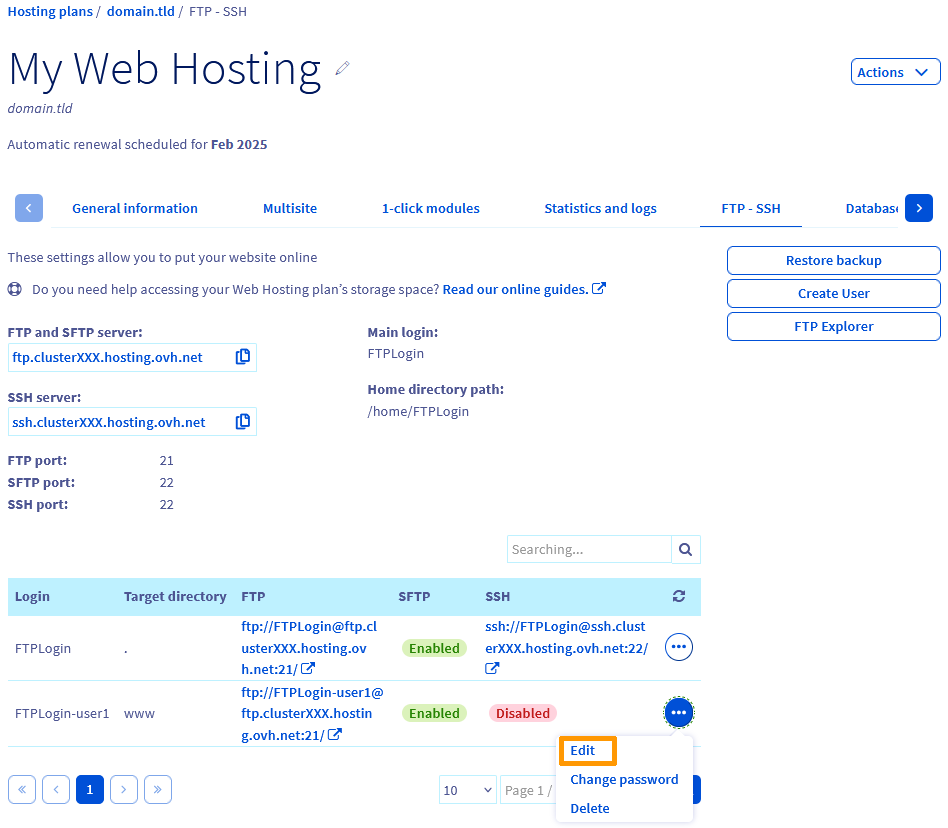 Hosting plans / domain.tld / FTP - SSH
My Web Hosting
Actions
domain.tld
Automatic renewal scheduled for Feb 2025
General information Multisite 1-click modules Statistics and logs FTP - SSH Database
These settings allow you to put your website online
Restore backup
Do you need help accessing your Web Hosting plan's storage space? Read our online guides.
Create User
FTP Explorer
FTP and SFTP server:
ftp.clusterXXX.hosting.ovh.net
Main login:
FTPLogin
SSH server:
ssh.clusterXXX.hosting.ovh.net
Home directory path:
/home/FTPLogin
FTP port: 21
SFTP port: 22
SSH port: 22
Searching...
Login Target directory FTP SFTP SSH
FTPLogin . ftp://FTPLogin@ftp.cl
usterXXX.hosting.ov
h.net:21/ Enabled ssh://FTPLogin@ssh.clust
erXXX.hosting.ovh.net:22/
FTPLogin-user1 www ftp://FTPLogin-user1@
ftp.clusterXXX.hostin
g.ovh.net:21/ Enabled Disabled
Edit
Change password
Delete
« ‹ 1 › » 10 Page 1 /